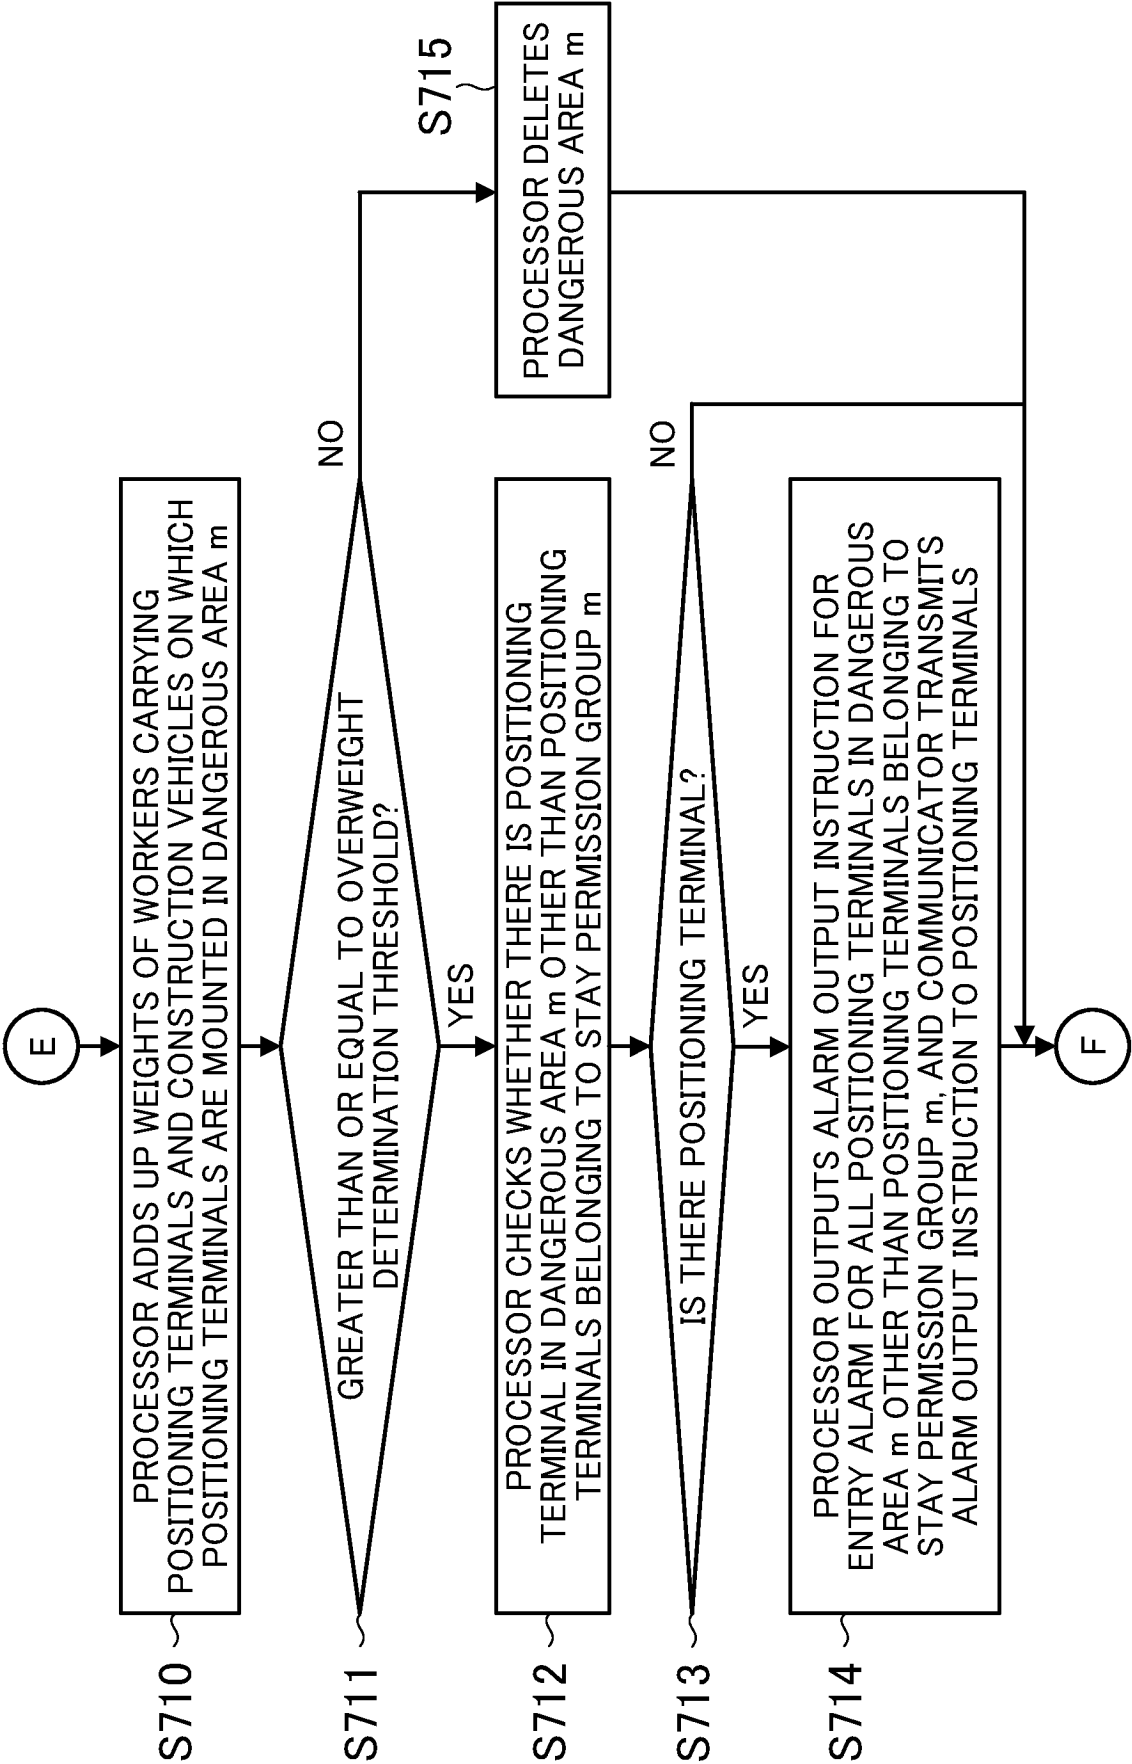 E
S710
PROCESSOR ADDS UP WEIGHTS OF WORKERS CARRYING
POSITIONING TERMINALS AND CONSTRUCTION VEHICLES ON WHICH
POSITIONING TERMINALS ARE MOUNTED IN DANGEROUS AREA m
S711
GREATER THAN OR EQUAL TO OVERWEIGHT
DETERMINATION THRESHOLD?
NO
YES
S715
PROCESSOR DELETES
DANGEROUS AREA m
S712
PROCESSOR CHECKS WHETHER THERE IS POSITIONING
TERMINAL IN DANGEROUS AREA m OTHER THAN POSITIONING
TERMINALS BELONGING TO STAY PERMISSION GROUP m
S713
IS THERE POSITIONING TERMINAL?
NO
YES
S714
PROCESSOR OUTPUTS ALARM OUTPUT INSTRUCTION FOR
ENTRY ALARM FOR ALL POSITIONING TERMINALS IN DANGEROUS
AREA m OTHER THAN POSITIONING TERMINALS BELONGING TO
STAY PERMISSION GROUP m, AND COMMUNICATOR TRANSMITS
ALARM OUTPUT INSTRUCTION TO POSITIONING TERMINALS
F